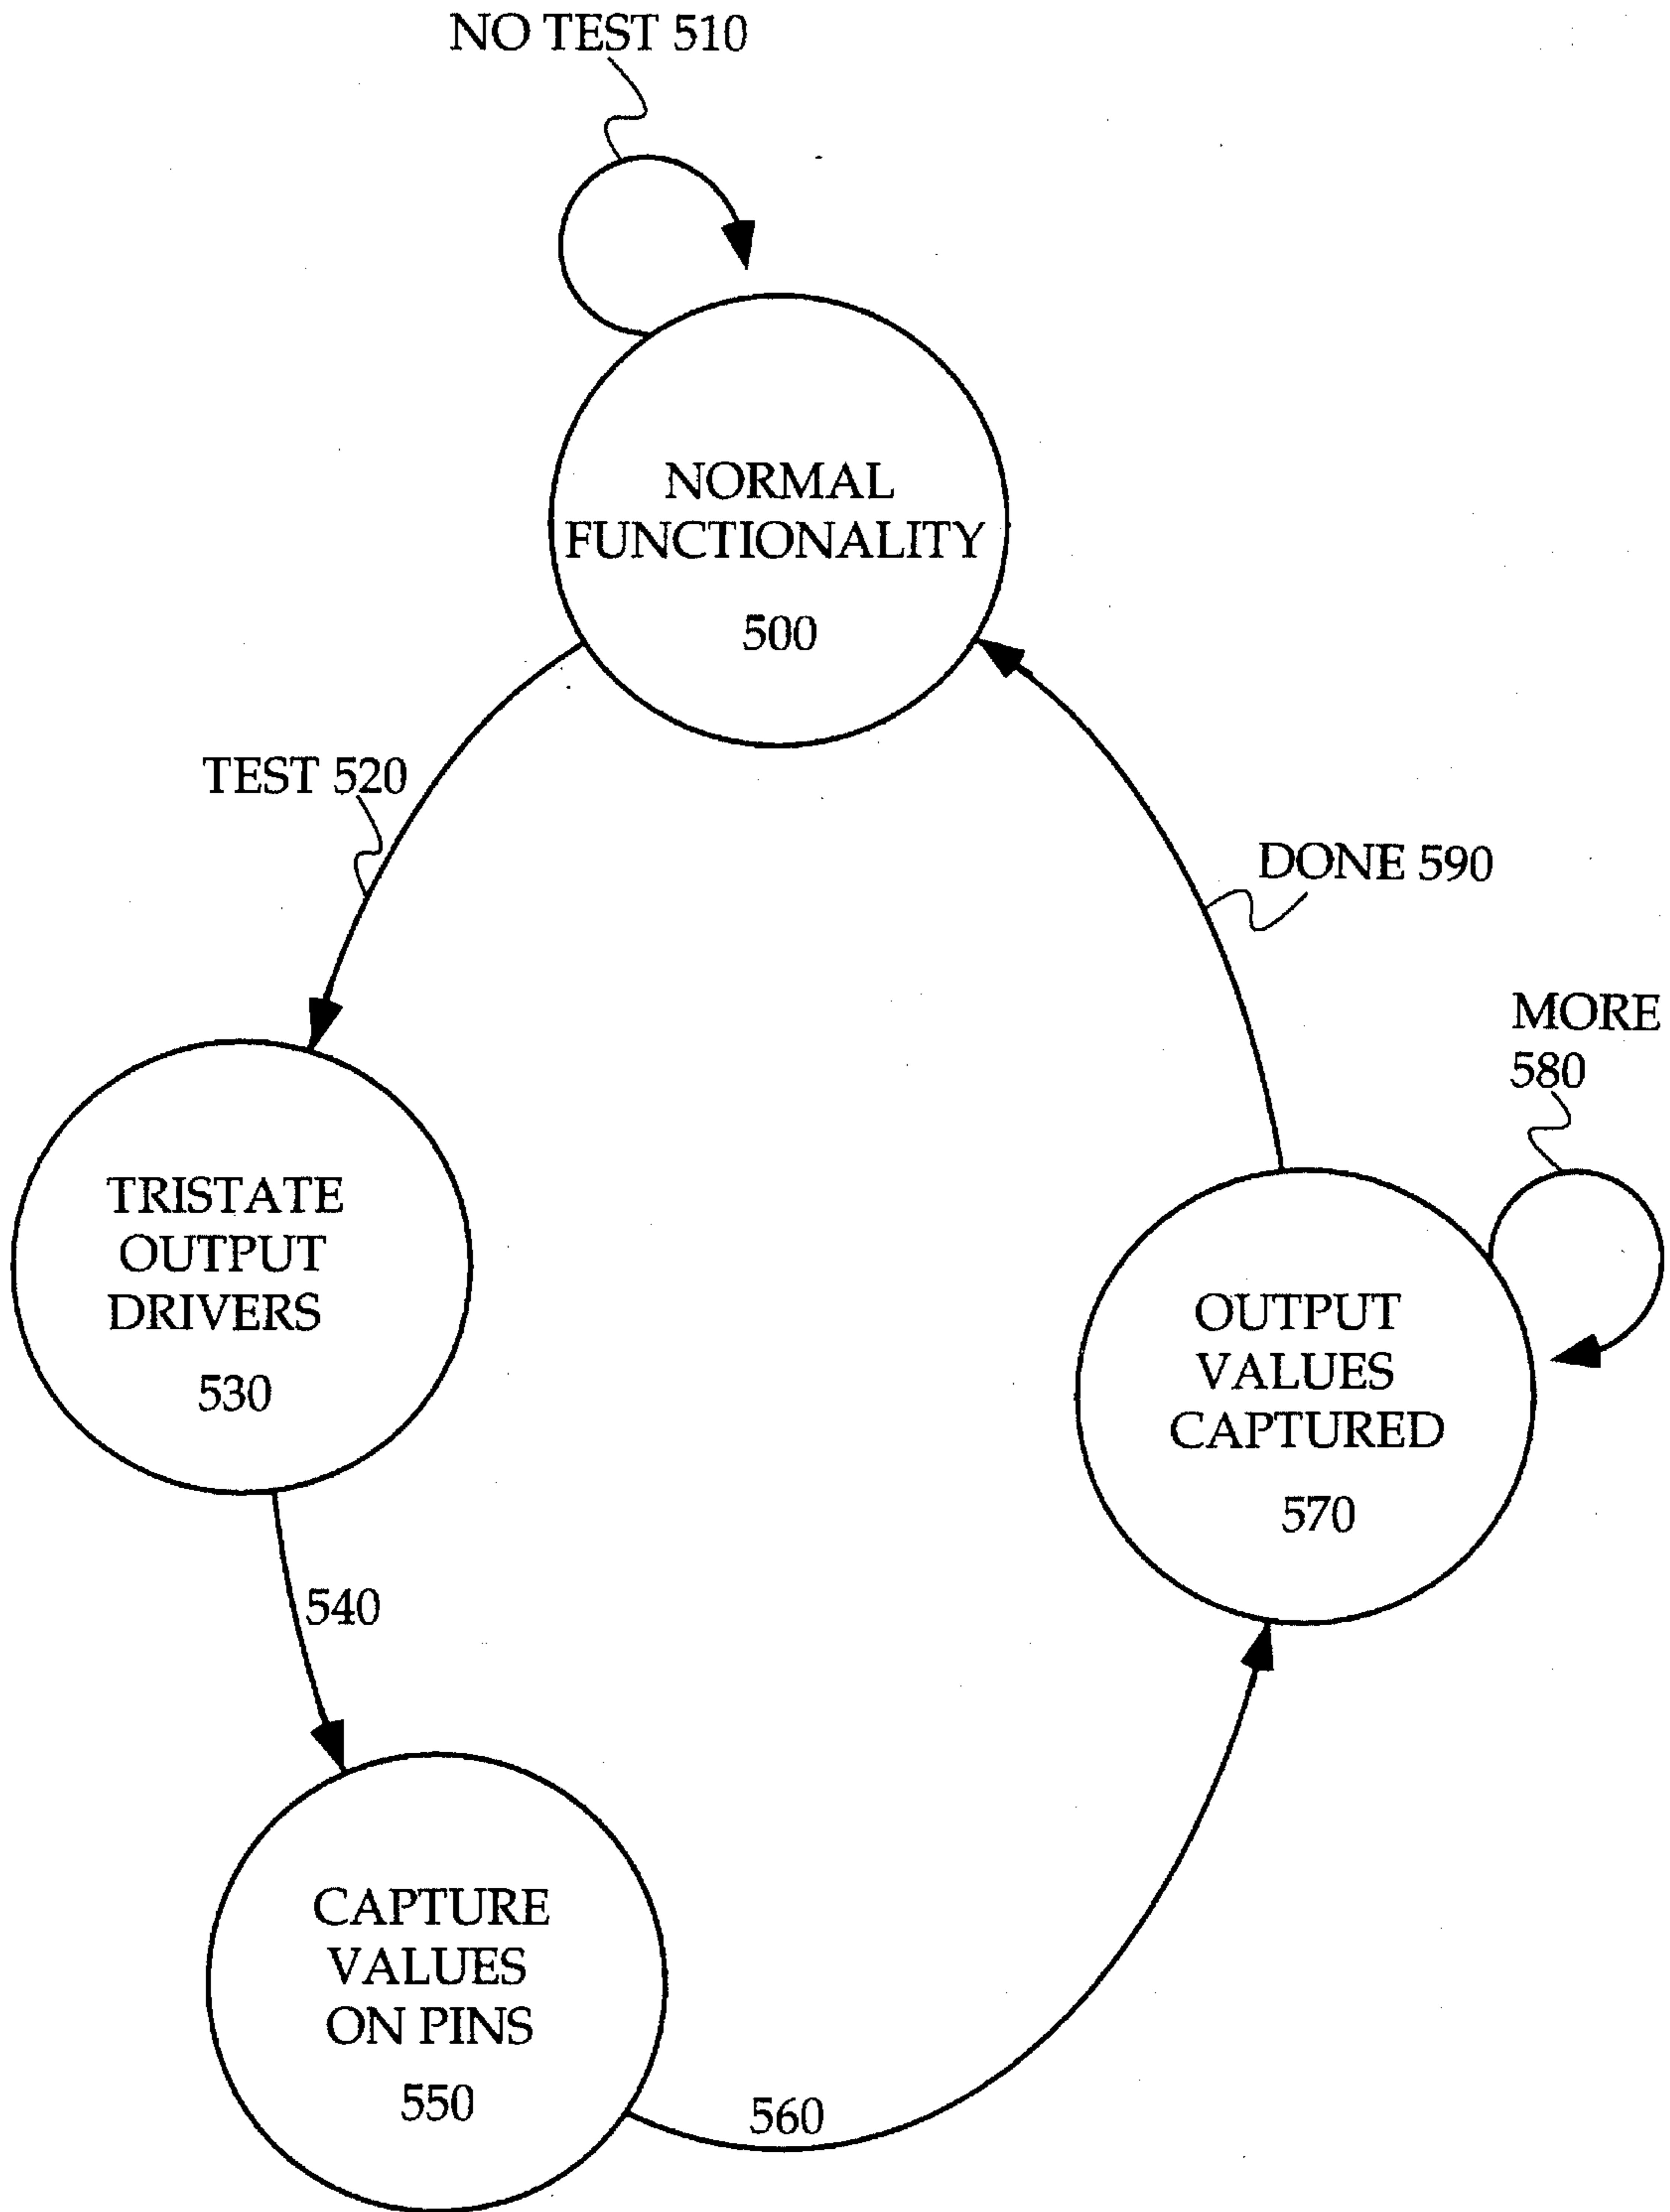 NO TEST 510
NORMAL
FUNCTIONALITY
500
TEST 520
DONE 590
MORE
580
TRISTATE
OUTPUT
DRIVERS
530
OUTPUT
VALUES
CAPTURED
570
540
CAPTURE
VALUES
ON PINS
550
560